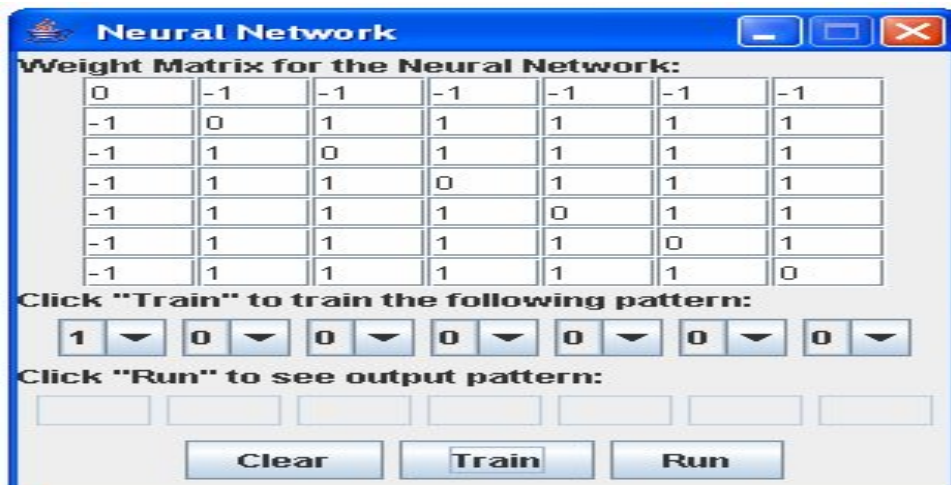 Neural Network
Weight Matrix for the Neural Network:
0 -1 -1 -1 -1 -1 -1
-1 0 1 1 1 1 1
-1 1 0 1 1 1 1
-1 1 1 0 1 1 1
-1 1 1 1 0 1 1
-1 1 1 1 1 0 1
-1 1 1 1 1 1 0
Click "Train" to train the following pattern:
1 0 0 0 0 0 0
Click "Run" to see output pattern:
Clear Train Run